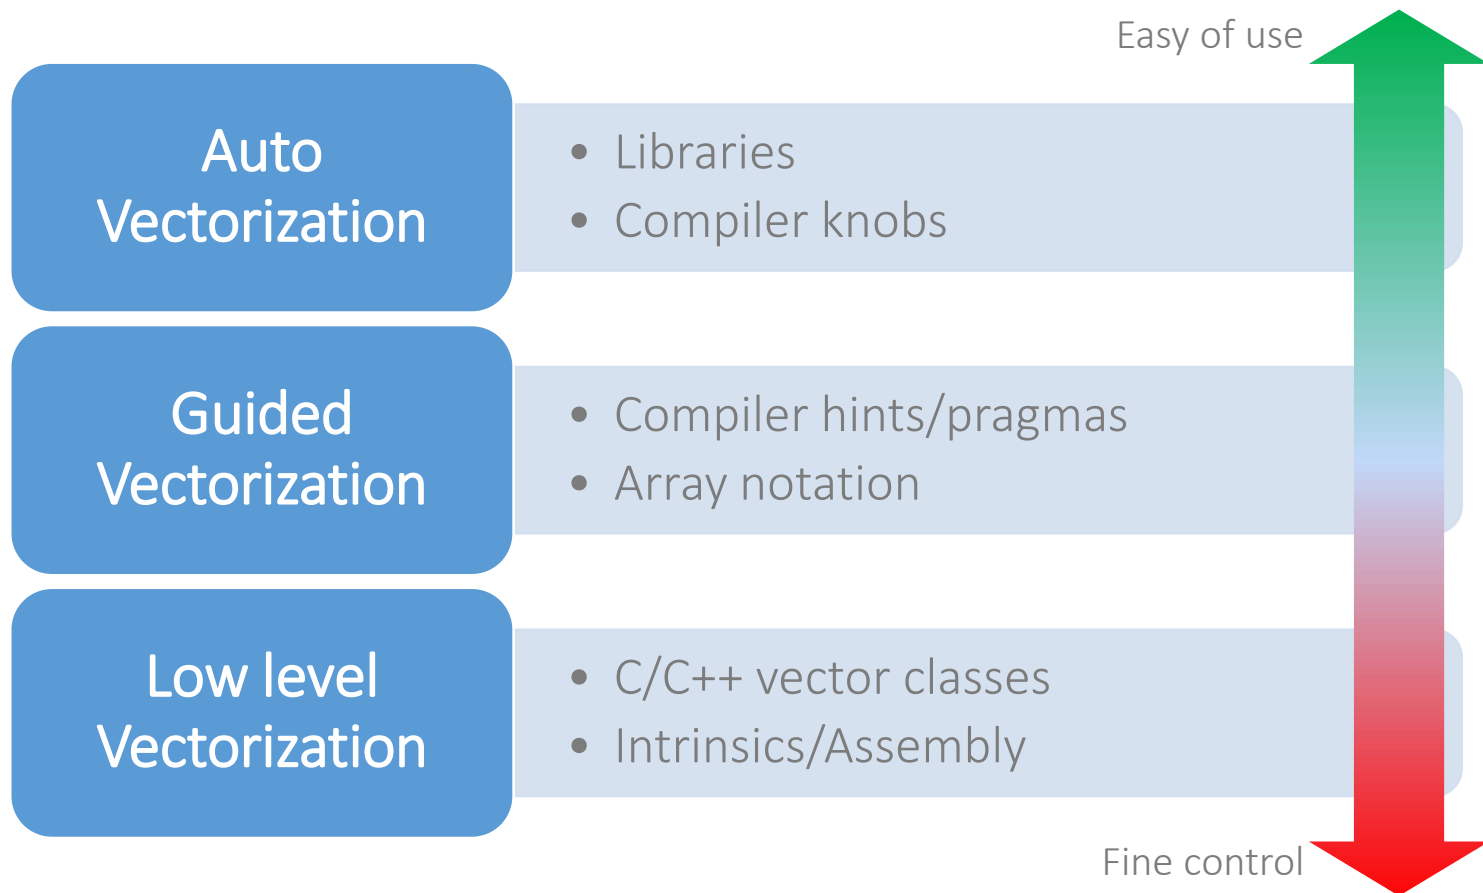 Easy of use
Auto
Vectorization
• Libraries
• Compiler knobs
Guided
Vectorization
• Compiler hints/pragmas
• Array notation
Low level
Vectorization
• C/C++ vector classes
• Intrinsics/Assembly
Fine control